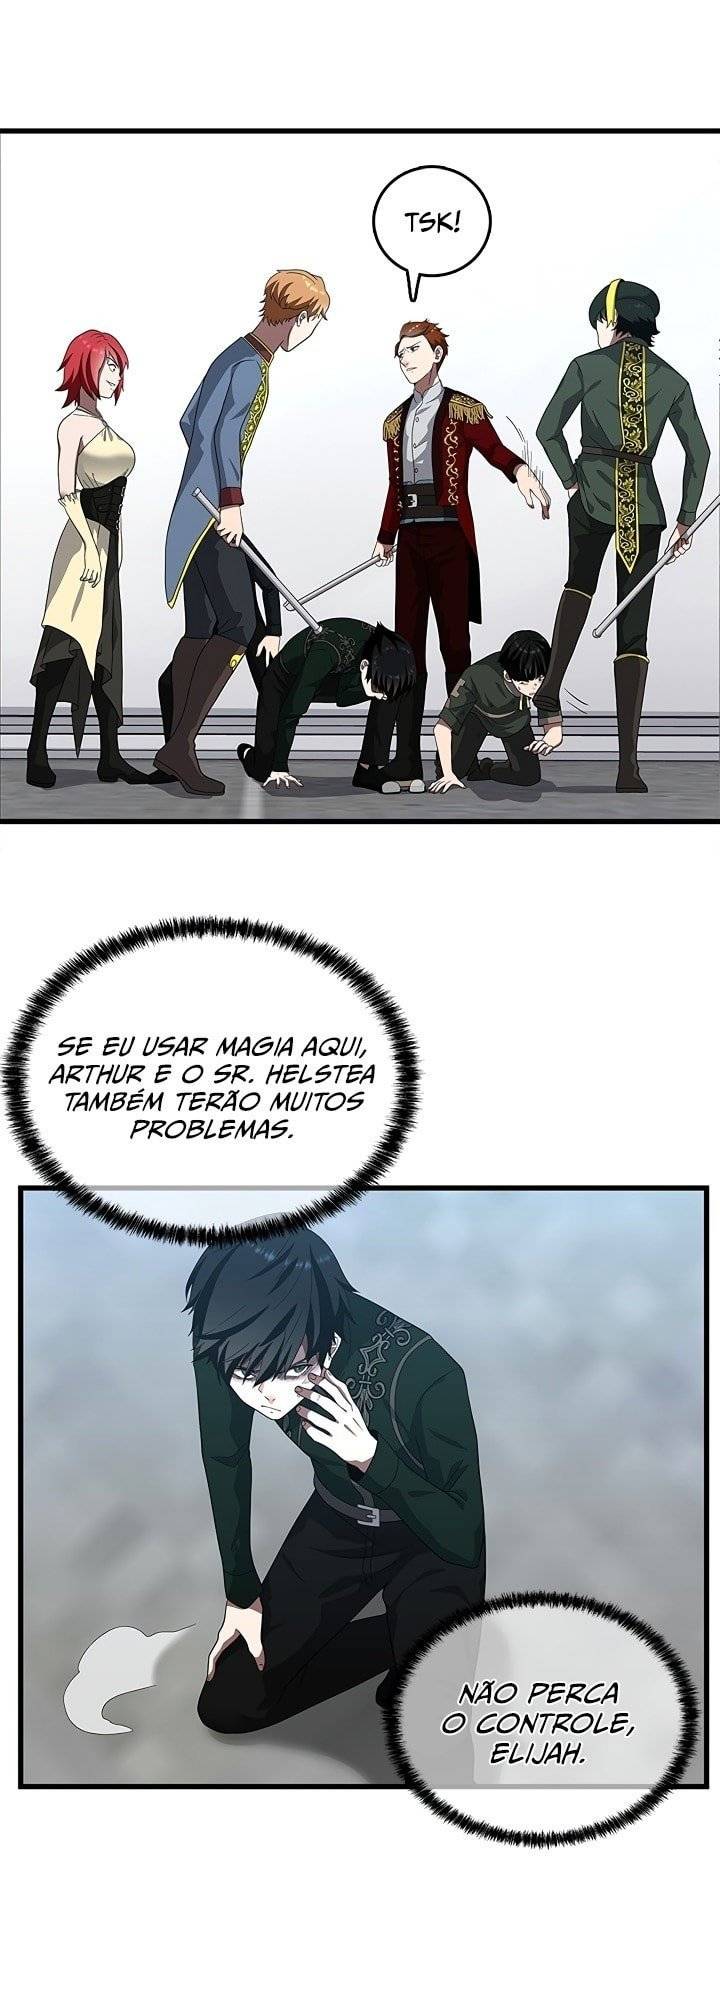 TSK!
SE EU USAR MAGIA AQUI,
ARTHUR E O SR. HELSTEA
TAMBÉM TERÃO MUITOS
PROBLEMAS.
NÃO PERCA
O CONTROLE,
ELIJAH.